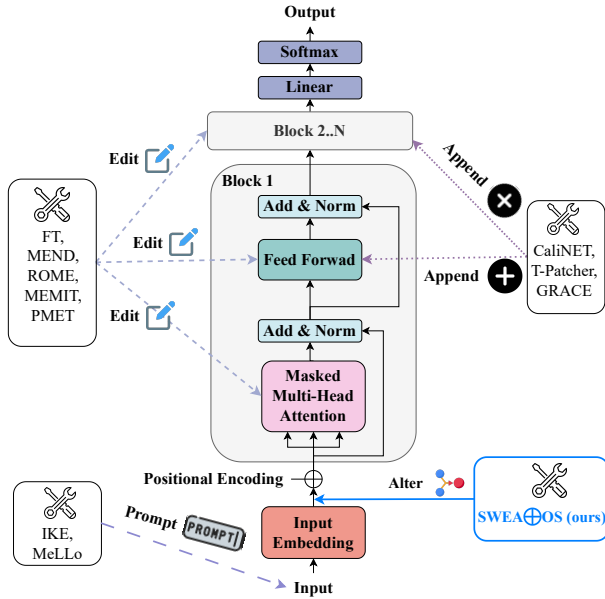 Output
Softmax
Linear
Block 2..N
Edit
Block 1
Append
Add & Norm
FT,
MEND,
ROME,
MEMIT,
PMET
Edit
Feed Forwad
Append
CaliNET,
T-Patcher,
GRACE
Edit
Add & Norm
Masked
Multi-Head
Attention
Positional Encoding
Alter
SWEA⊕OS (ours)
IKE,
MeLLo
Prompt
PROMPT
Input
Embedding
Input